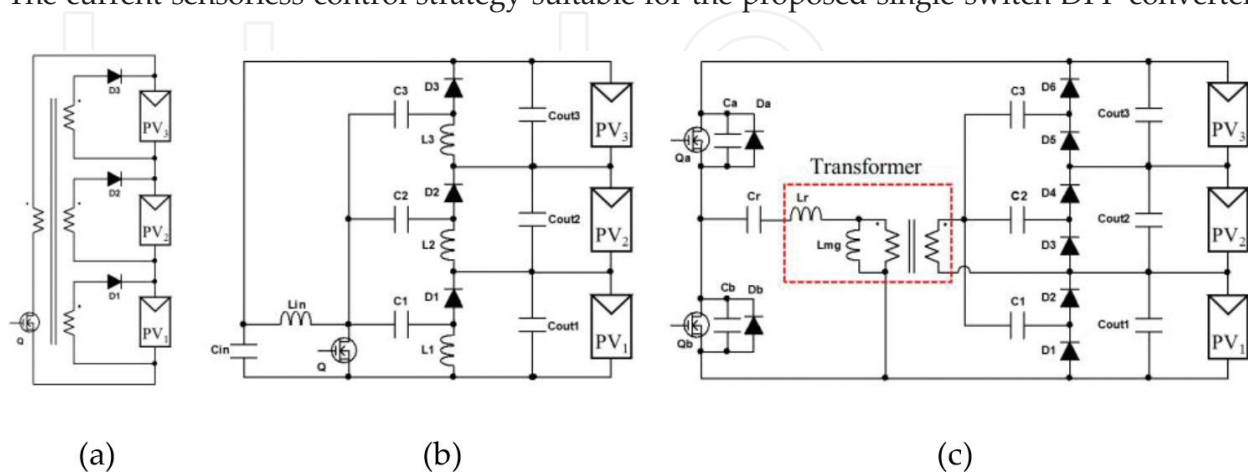 The current sensorless control strategy suitable for the proposed single-switch DPP converter
D3
PV3
D2
PV2
D1
PV1
Q
C3
D3
L3
Cout3
PV3
C2
D2
L2
Cout2
PV2
Lin
C1
D1
L1
Cout1
PV1
Cin
Q
Ca
Da
Qa
Transformer
Cr
Lr
Lmg
Cb
Db
Qb
C3
D6
D5
Cout3
PV3
C2
D4
D3
Cout2
PV2
C1
D2
D1
Cout1
PV1
(a)
(b)
(c)